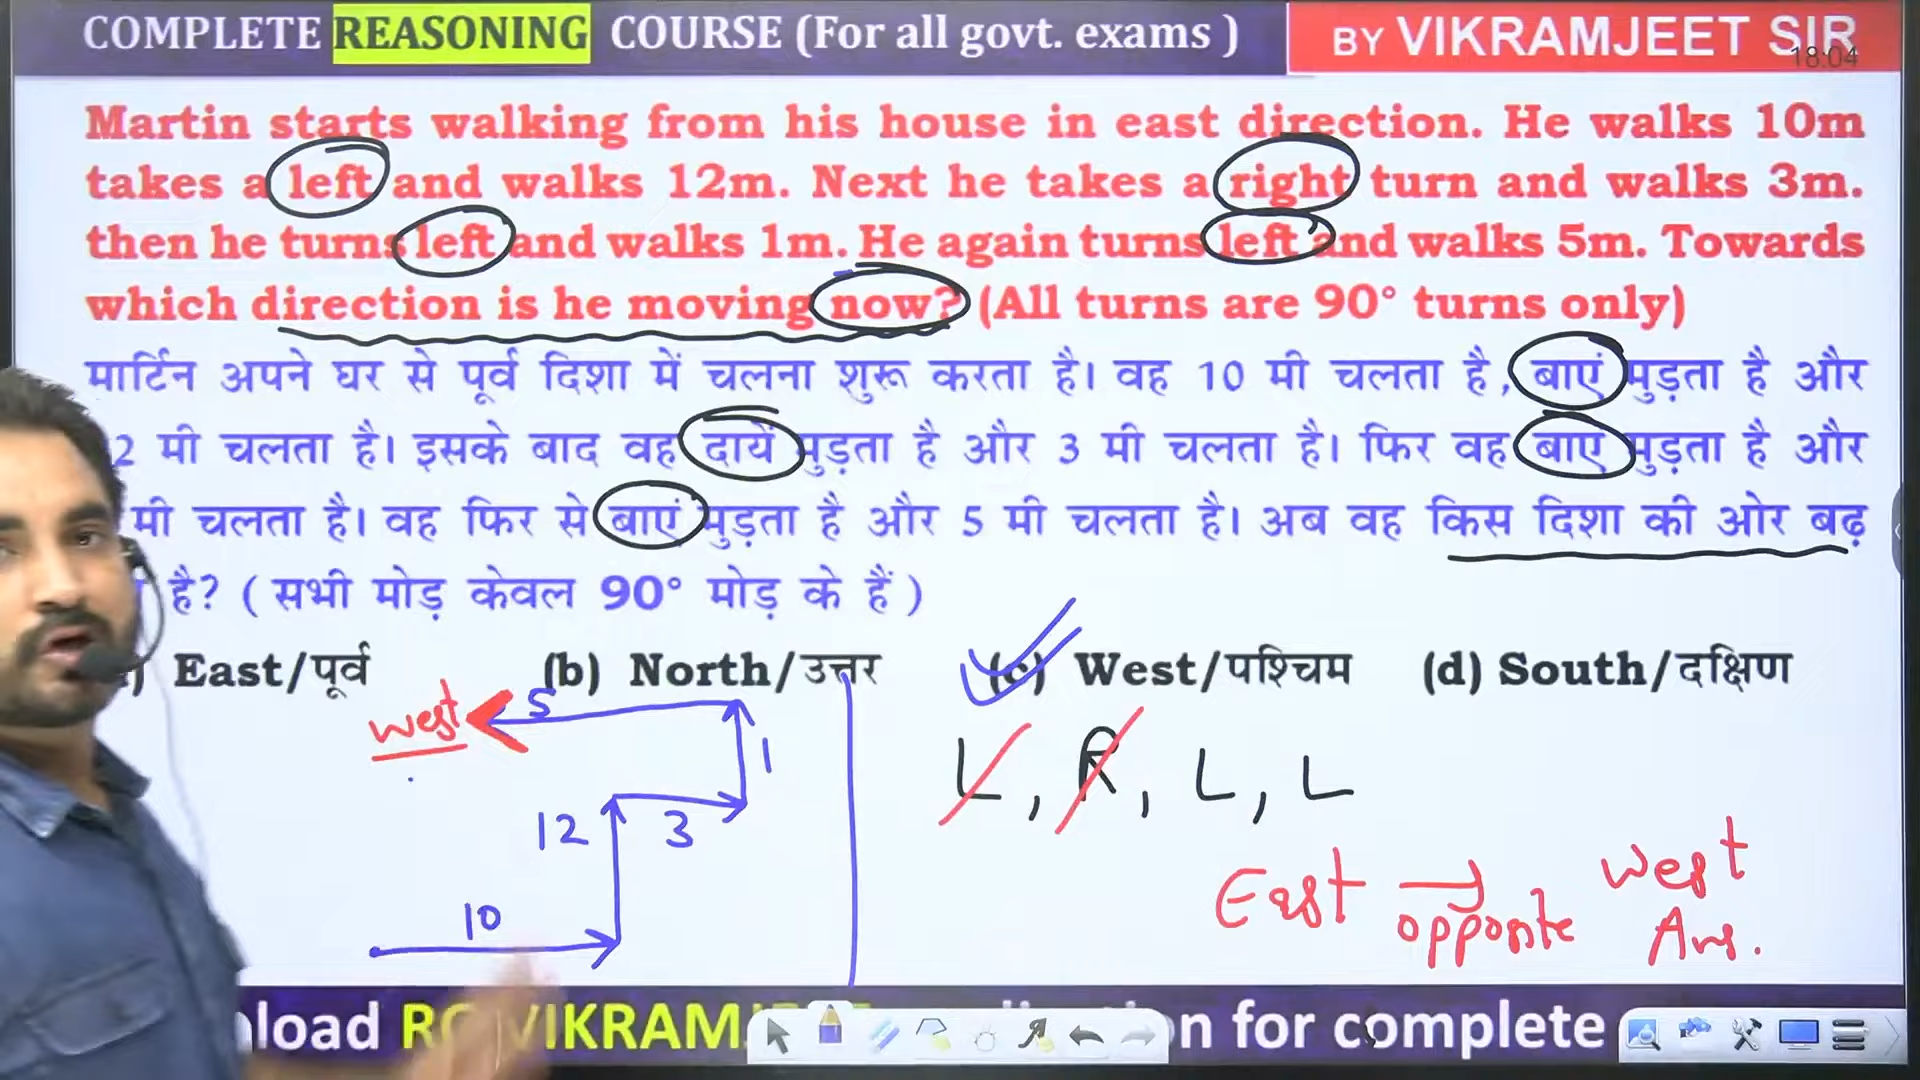 COMPLETE REASONING COURSE (For all govt. exams )
BY VIKRAMJEET SIR
18:04
Martin starts walking from his house in east direction. He walks 10m
takes a left and walks 12m. Next he takes a right turn and walks 3m.
then he turns left and walks 1m. He again turns left and walks 5m. Towards
which direction is he moving now? (All turns are 90° turns only)
मार्टिन अपने घर से पूर्व दिशा में चलना शुरू करता है। वह 10 मी चलता है, बाएं मुड़ता है और
2 मी चलता है। इसके बाद वह दायें मुड़ता है और 3 मी चलता है। फिर वह बाए मुड़ता है और
मी चलता है। वह फिर से बाएं मुड़ता है और 5 मी चलता है। अब वह किस दिशा की ओर बढ़
है? ( सभी मोड़ केवल 90° मोड़ के हैं )
) East/पूर्व (b) North/उत्तर (c) West/पश्चिम (d) South/दक्षिण
West 5
1
12 3
10
L, R, L, L
East → opposite West
Ans.
nload RG VIKRAMJ n for complete